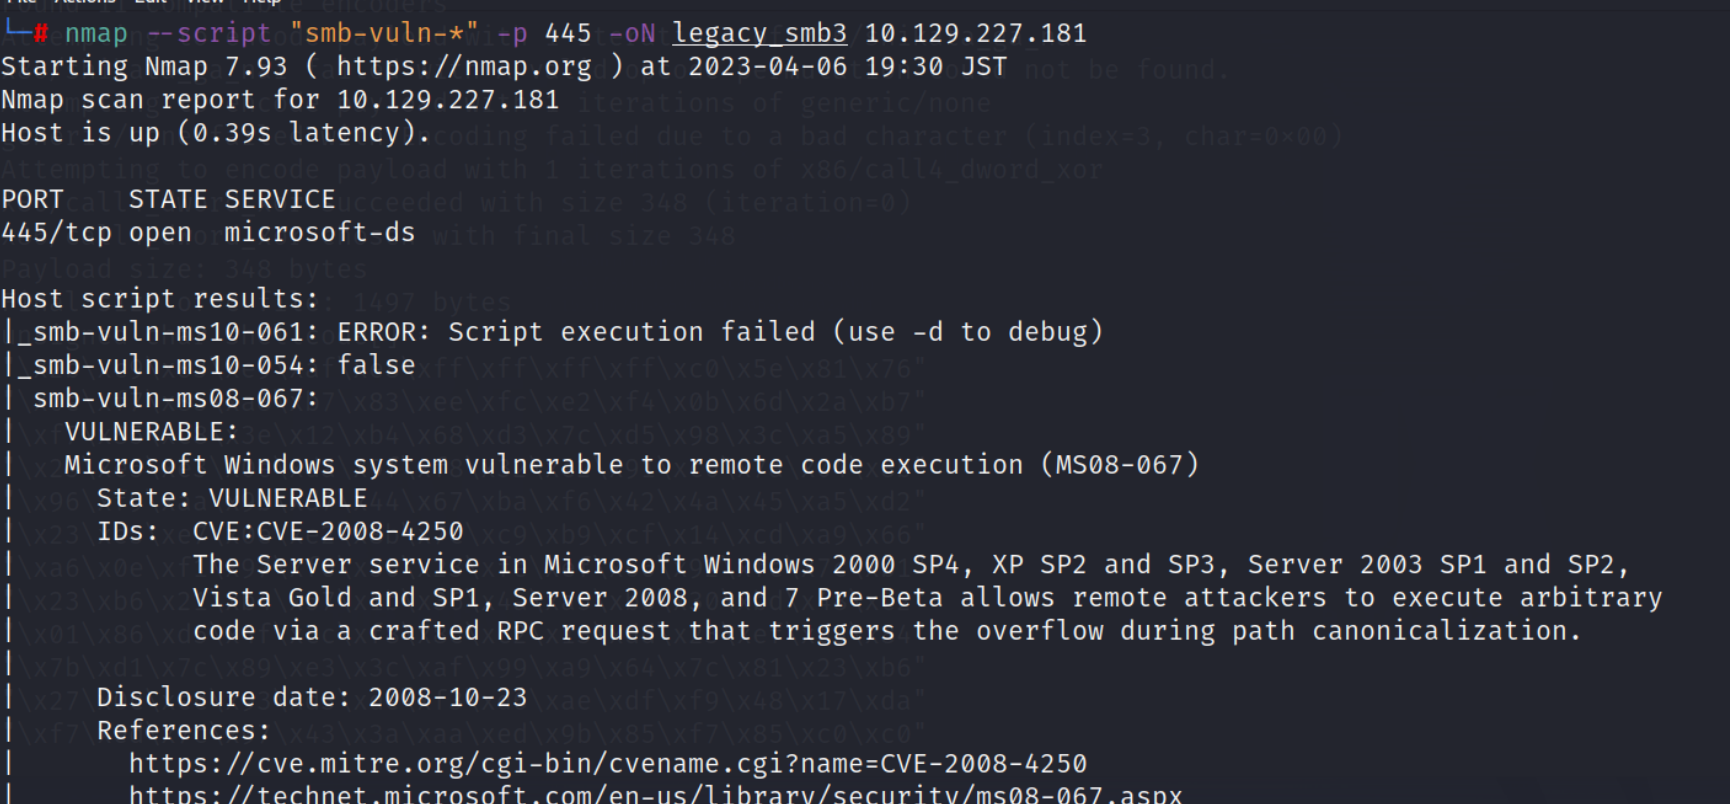 └─# nmap --script "smb-vuln-*" -p 445 -oN legacy_smb3 10.129.227.181
Starting Nmap 7.93 ( https://nmap.org ) at 2023-04-06 19:30 JST
Nmap scan report for 10.129.227.181
Host is up (0.39s latency).
PORT    STATE SERVICE
445/tcp open  microsoft-ds
Host script results:
|_smb-vuln-ms10-061: ERROR: Script execution failed (use -d to debug)
|_smb-vuln-ms10-054: false
| smb-vuln-ms08-067:
|   VULNERABLE:
|   Microsoft Windows system vulnerable to remote code execution (MS08-067)
|     State: VULNERABLE
|     IDs:  CVE:CVE-2008-4250
|           The Server service in Microsoft Windows 2000 SP4, XP SP2 and SP3, Server 2003 SP1 and SP2,
|           Vista Gold and SP1, Server 2008, and 7 Pre-Beta allows remote attackers to execute arbitrary
|           code via a crafted RPC request that triggers the overflow during path canonicalization.
|
|     Disclosure date: 2008-10-23
|     References:
|       https://cve.mitre.org/cgi-bin/cvename.cgi?name=CVE-2008-4250
|       https://technet.microsoft.com/en-us/library/security/ms08-067.aspx